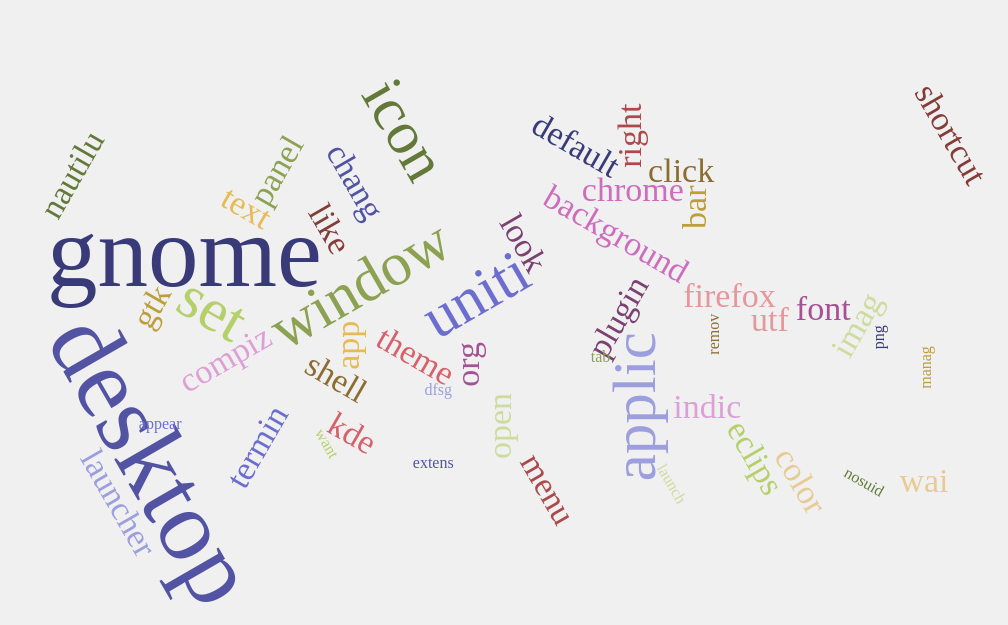 icon
shortcut
nautilu
panel
chang
default
right
click
chrome
bar
text
like
background
look
gnome
window
uniti
set
gtk
compiz
app
theme
org
plugin
firefox
utf
font
imag
png
remov
manag
tab
desktop
shell
dfsg
applic
indic
appear
termin
want
kde
extens
open
menu
launcher
launch
eclips
color
nosuid
wai